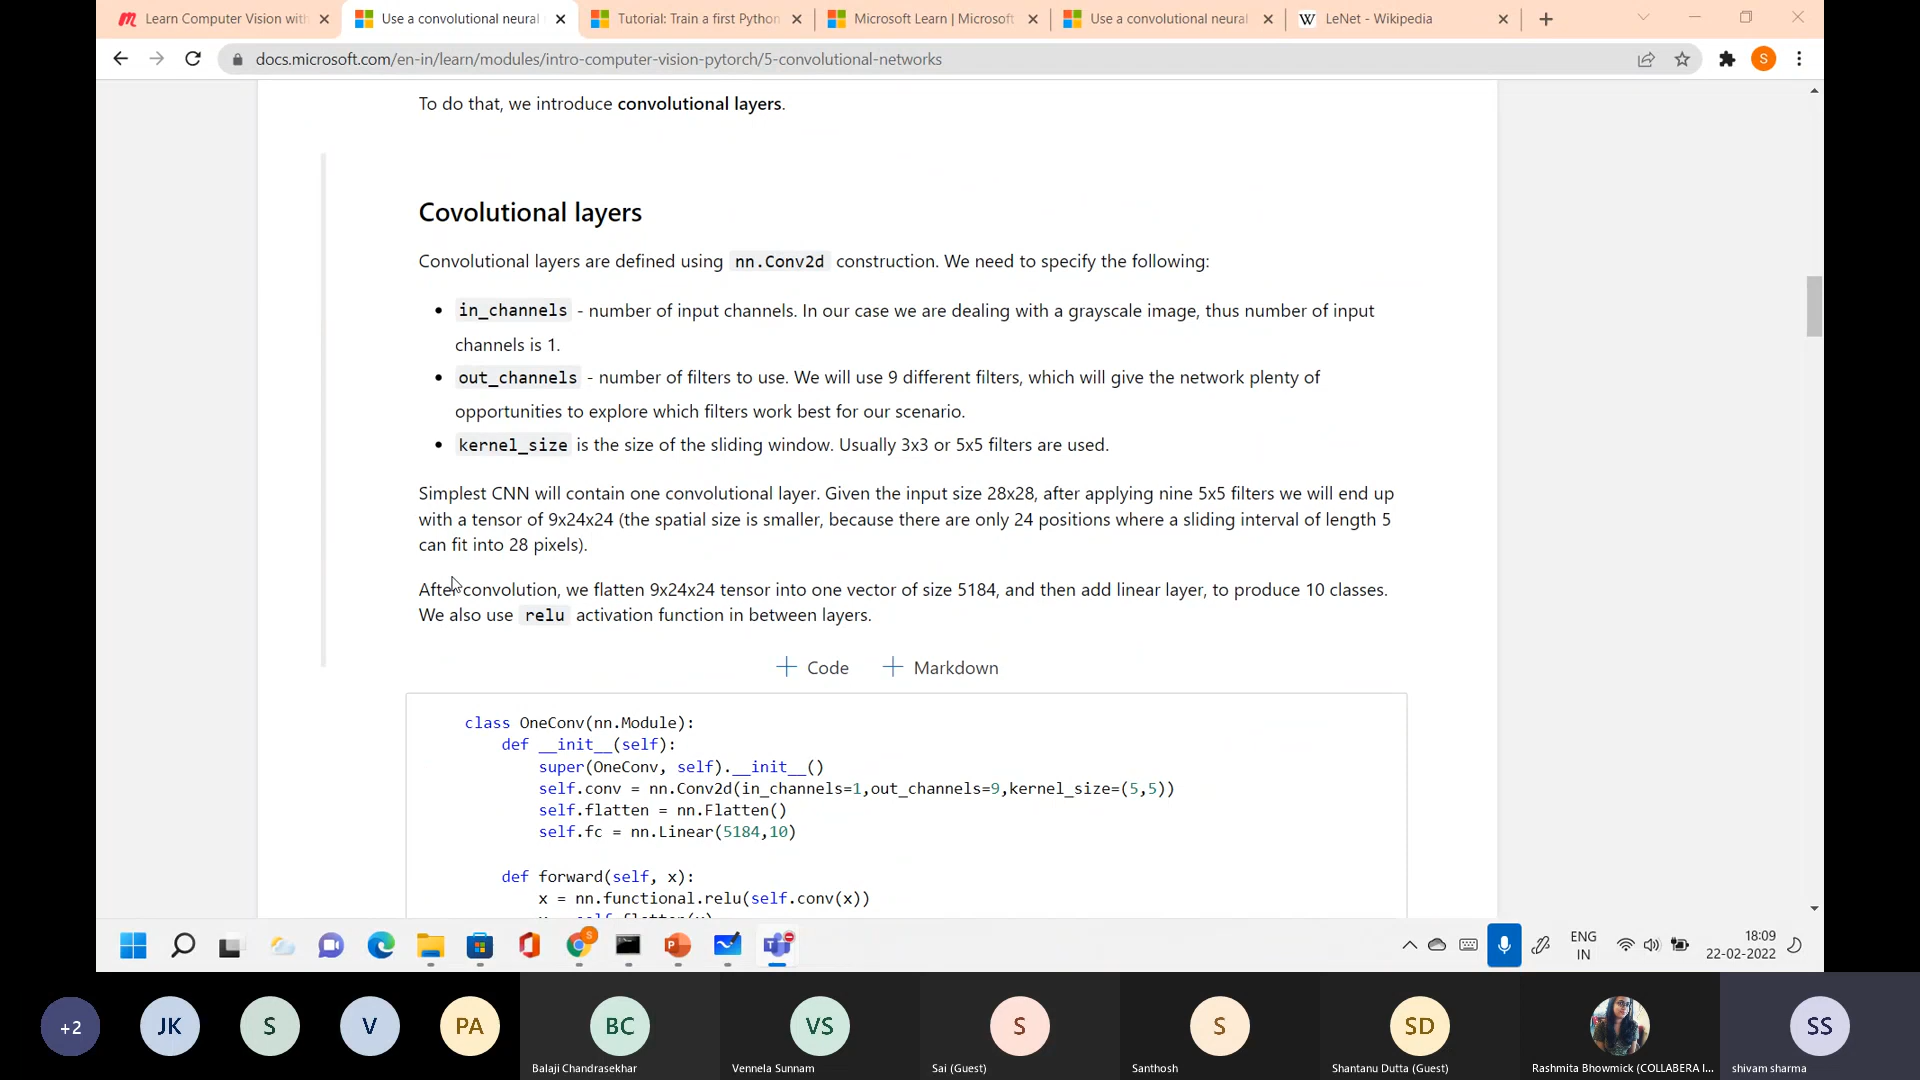 Learn Computer Vision with
Use a convolutional neural
Tutorial: Train a first Python
Microsoft Learn | Microsoft
Use a convolutional neural
W LeNet - Wikipedia
docs.microsoft.com/en-in/learn/modules/intro-computer-vision-pytorch/5-convolutional-networks
S
To do that, we introduce convolutional layers.
Covolutional layers
Convolutional layers are defined using nn.Conv2d construction. We need to specify the following:
• in_channels - number of input channels. In our case we are dealing with a grayscale image, thus number of input
channels is 1.
• out_channels - number of filters to use. We will use 9 different filters, which will give the network plenty of
opportunities to explore which filters work best for our scenario.
• kernel_size is the size of the sliding window. Usually 3x3 or 5x5 filters are used.
Simplest CNN will contain one convolutional layer. Given the input size 28x28, after applying nine 5x5 filters we will end up
with a tensor of 9x24x24 (the spatial size is smaller, because there are only 24 positions where a sliding interval of length 5
can fit into 28 pixels).
After convolution, we flatten 9x24x24 tensor into one vector of size 5184, and then add linear layer, to produce 10 classes.
We also use relu activation function in between layers.
+ Code + Markdown
class OneConv(nn.Module):
def __init__(self):
super(OneConv, self).__init__()
self.conv = nn.Conv2d(in_channels=1,out_channels=9,kernel_size=(5,5))
self.flatten = nn.Flatten()
self.fc = nn.Linear(5184,10)
def forward(self, x):
x = nn.functional.relu(self.conv(x))
x = self.flatten(x)
ENG
IN
18:09
22-02-2022
+2
JK
S
V
PA
BC
VS
S
S
SD
SS
Balaji Chandrasekhar
Vennela Sunnam
Sai (Guest)
Santhosh
Shantanu Dutta (Guest)
Rashmita Bhowmick (COLLABERA I...
shivam sharma